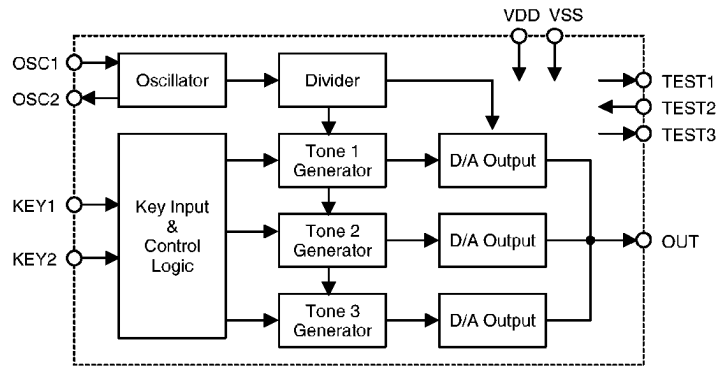 VDD VSS
OSC1
OSC2
Oscillator
Divider
TEST1
TEST2
TEST3
KEY1
KEY2
Key Input
&
Control
Logic
Tone 1
Generator
D/A Output
Tone 2
Generator
D/A Output
OUT
Tone 3
Generator
D/A Output